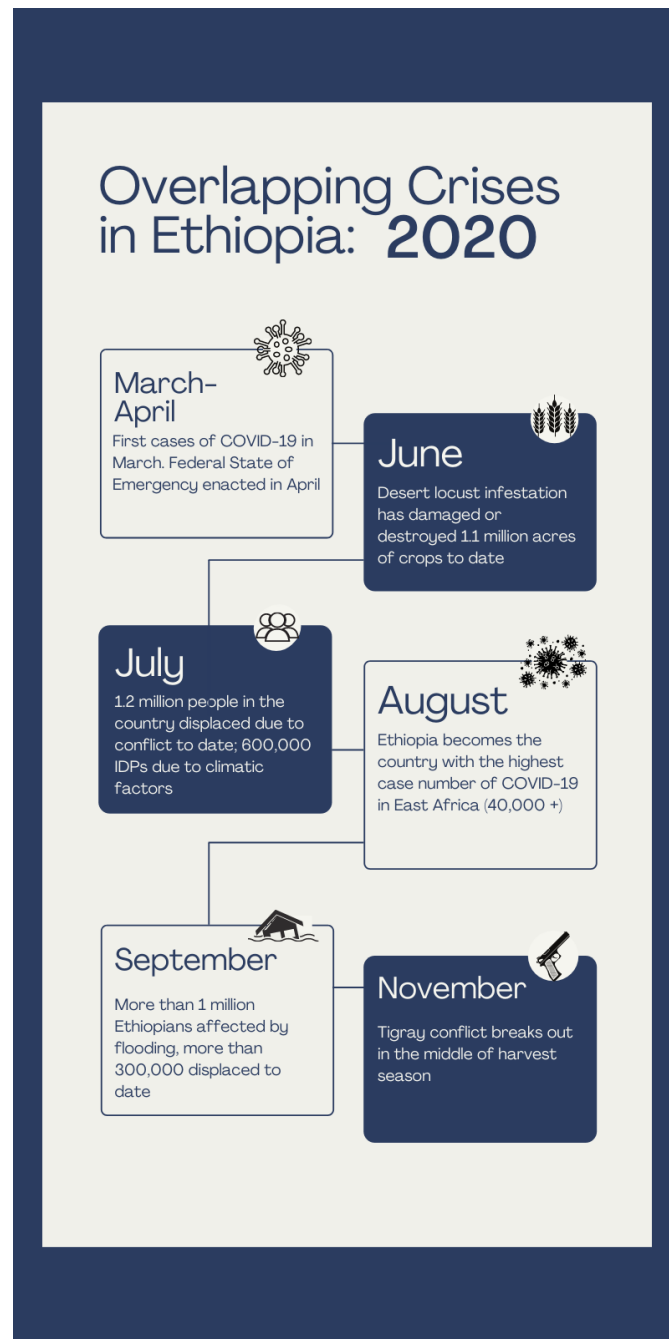 Overlapping Crises
in Ethiopia: 2020
March-
April
First cases of COVID-19 in
March. Federal State of
Emergency enacted in April
June
Desert locust infestation
has damaged or
destroyed 1.1 million acres
of crops to date
July
1.2 million people in the
country displaced due to
conflict to date; 600,000
IDPs due to climatic
factors
August
Ethiopia becomes the
country with the highest
case number of COVID-19
in East Africa (40,000 +)
September
More than 1 million
Ethiopians affected by
flooding, more than
300,000 displaced to
date
November
Tigray conflict breaks out
in the middle of harvest
season